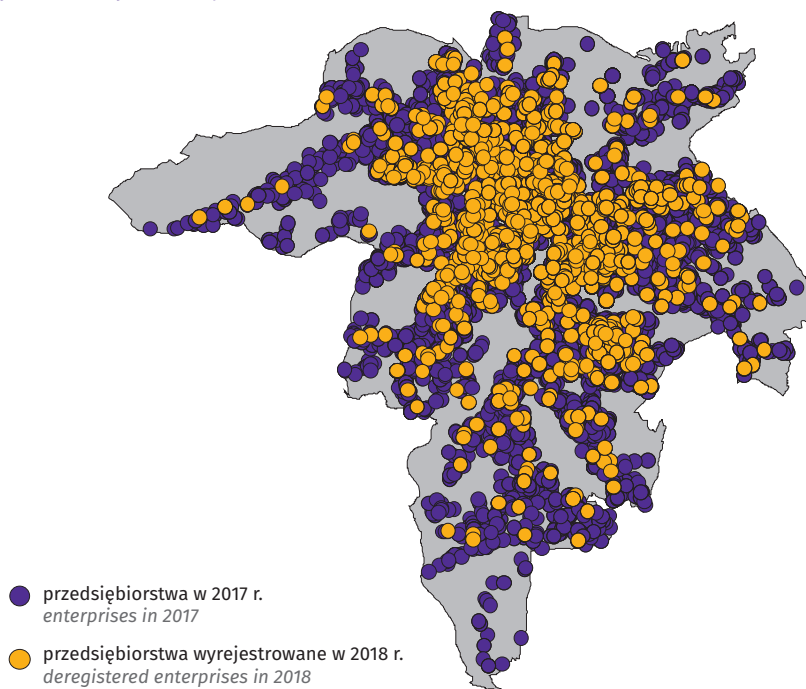 przedsiębiorstwa w 2017 r.
enterprises in 2017
przedsiębiorstwa wyrejestrowane w 2018 r.
deregistered enterprises in 2018